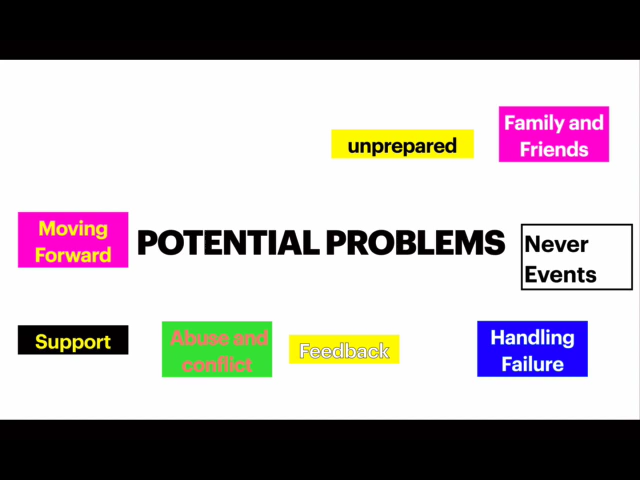 unprepared
Family and
Friends
Moving
Forward
POTENTIAL PROBLEMS
Never
Events
Support
Abuse and
conflict
Feedback
Handling
Failure